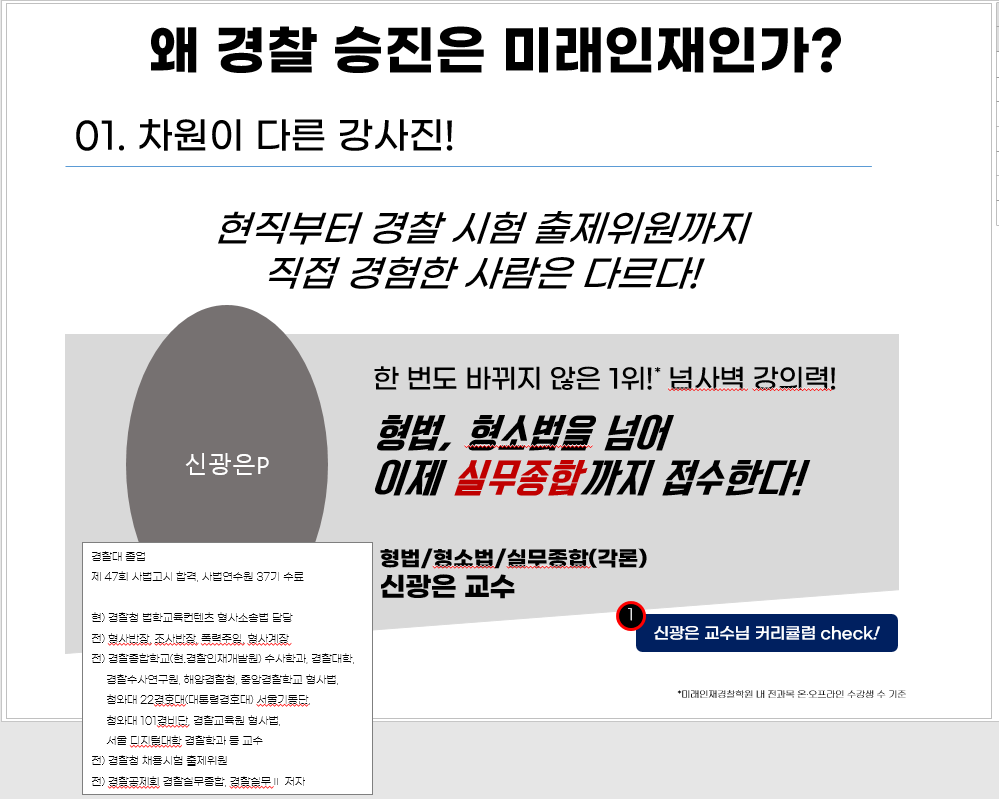 왜 경찰 승진은 미래인재인가?
01. 차원이 다른 강사진!
현직부터 경찰 시험 출제위원까지
직접 경험한 사람은 다르다!
한 번도 바뀌지 않은 1위!* 넘사벽 강의력!
형법, 형소법을 넘어
이제 실무종합까지 접수한다!
신광은P
형법/형소법/실무종합(각론)
신광은 교수
경찰대 졸업
제 47회 사법고시 합격, 사법연수원 37기 수료
현) 경찰청 법학교육컨텐츠 형사소송법 담당
전) 형사반장, 조사반장, 폭력주임, 형사계장,
전) 경찰종합학교(현.경찰인재개발원) 수사학과, 경찰대학,
경찰수사연구원, 해양경찰청, 중앙경찰학교 형사법,
청와대 22경호대(대통령경호대) 서울기동단,
청와대 101경비단, 경찰교육원 형사법,
서울 디지털대학 경찰학과 등 교수
전) 경찰청 채용시험 출제위원
전) 경찰공제회 경찰실무종합, 경찰실무Ⅱ 저자
1
신광은 교수님 커리큘럼 check!
*미래인재경찰학원 내 전과목 온·오프라인 수강생 수 기준